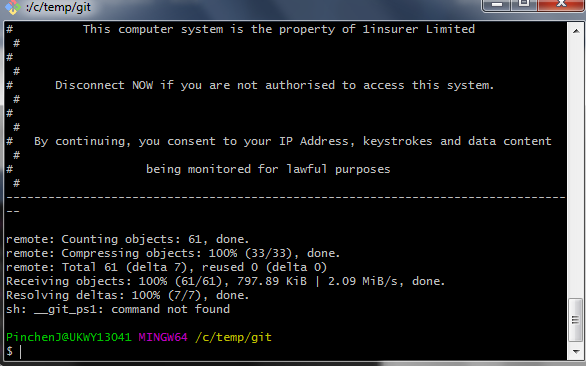 :/c/temp/git
# This computer system is the property of 1insurer Limited
#
#
#
# Disconnect NOW if you are not authorised to access this system.
#
#
#
# By continuing, you consent to your IP Address, keystrokes and data content
#
# being monitored for lawful purposes
#
--------------------------------------------------------------------------------
--
remote: Counting objects: 61, done.
remote: Compressing objects: 100% (33/33), done.
remote: Total 61 (delta 7), reused 0 (delta 0)
Receiving objects: 100% (61/61), 797.89 KiB | 2.09 MiB/s, done.
Resolving deltas: 100% (7/7), done.
sh: __git_ps1: command not found
PinchenJ@UKWY13041 MINGW64 /c/temp/git
$